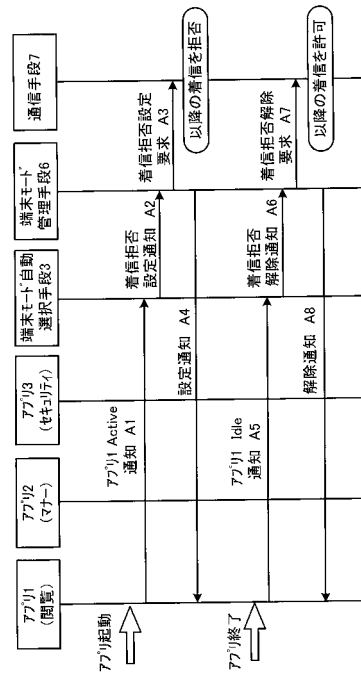 アプリ1
(閲覧)
アプリ2
(マナー)
アプリ3
(セキュリティ)
端末モード自動
選択手段3
端末モード
管理手段6
通信手段7
アプリ起動
アプリ1 Active
通知 A1
着信拒否
設定通知 A2
着信拒否設定
要求 A3
以降の着信を拒否
設定通知 A4
アプリ終了
アプリ1 Idle
通知 A5
着信拒否
解除通知 A6
着信拒否解除
要求 A7
以降の着信を許可
解除通知 A8